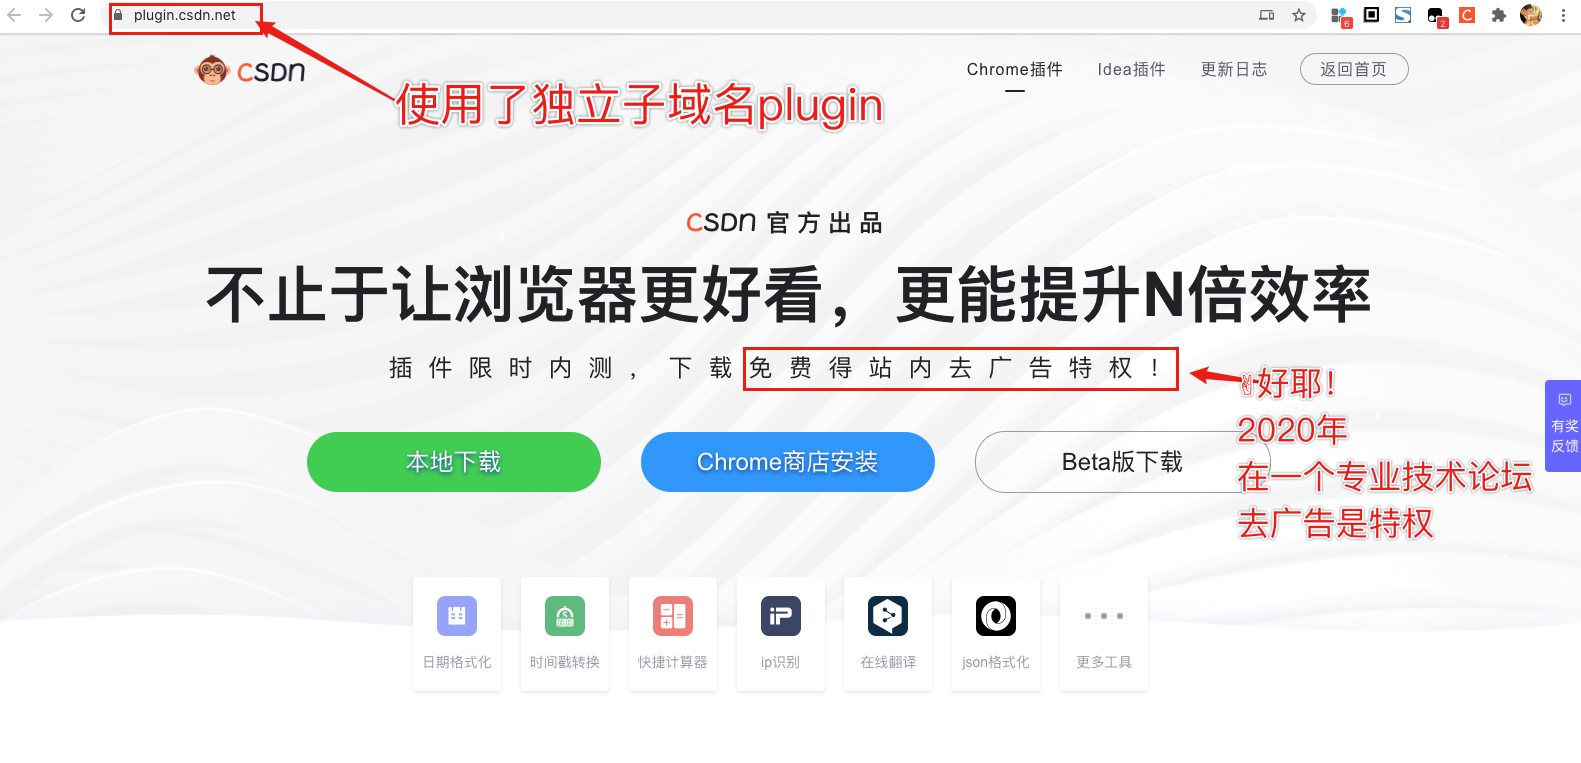 plugin.csdn.net
6
2
CSDN
Chrome插件
Idea插件
更新日志
返回首页
使用了独立子域名plugin
CSDN 官方出品
不止于让浏览器更好看，更能提升N倍效率
插件限时内测，下载免费得站内去广告特权！
✌好耶！
2020年
在一个专业技术论坛
去广告是特权
有奖
反馈
本地下载
Chrome商店安装
Beta版下载
日期格式化
时间戳转换
快捷计算器
iP
ip识别
在线翻译
json格式化
更多工具